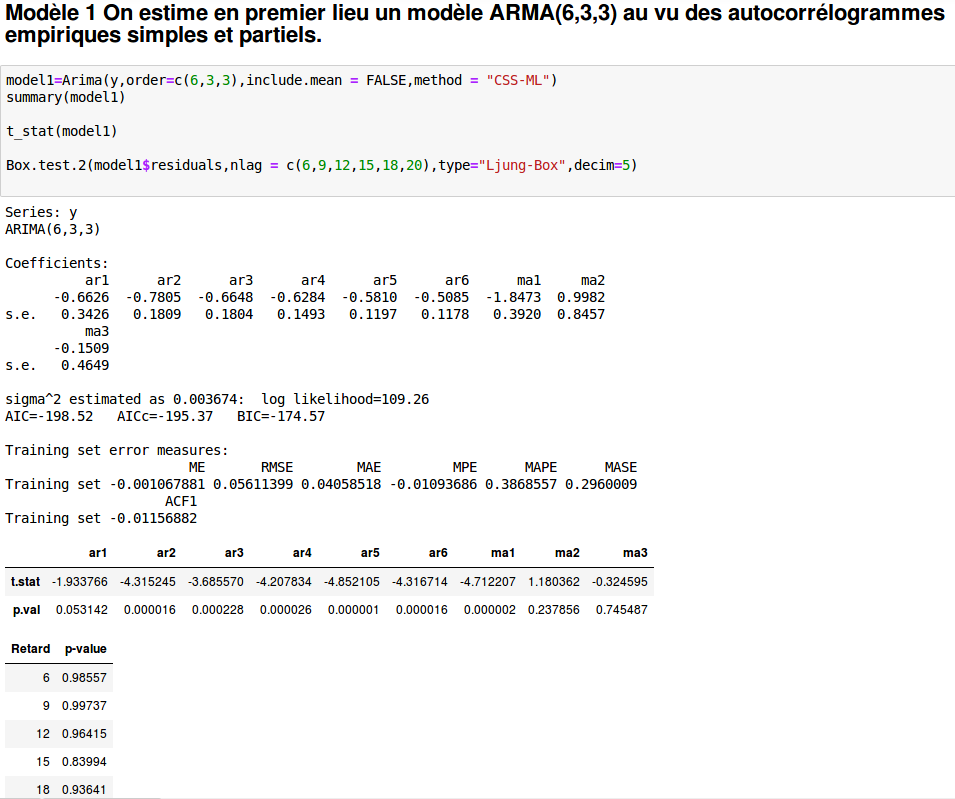 Modèle 1 On estime en premier lieu un modèle ARMA(6,3,3) au vu des autocorrélogrammes
empiriques simples et partiels.
model1=Arima(y,order=c(6,3,3),include.mean = FALSE,method = "CSS-ML")
summary(model1)
t_stat(model1)
Box.test.2(model1$residuals,nlag = c(6,9,12,15,18,20),type="Ljung-Box",decim=5)
Series: y
ARIMA(6,3,3)
Coefficients:
ar1 ar2 ar3 ar4 ar5 ar6 ma1 ma2
-0.6626 -0.7805 -0.6648 -0.6284 -0.5810 -0.5085 -1.8473 0.9982
s.e. 0.3426 0.1809 0.1804 0.1493 0.1197 0.1178 0.3920 0.8457
ma3
-0.1509
s.e. 0.4649
sigma^2 estimated as 0.003674: log likelihood=109.26
AIC=-198.52 AICc=-195.37 BIC=-174.57
Training set error measures:
ME RMSE MAE MPE MAPE MASE
Training set -0.001067881 0.05611399 0.04058518 -0.01093686 0.3868557 0.2960009
ACF1
Training set -0.01156882
ar1 ar2 ar3 ar4 ar5 ar6 ma1 ma2 ma3
t.stat -1.933766 -4.315245 -3.685570 -4.207834 -4.852105 -4.316714 -4.712207 1.180362 -0.324595
p.val 0.053142 0.000016 0.000228 0.000026 0.000001 0.000016 0.000002 0.237856 0.745487
Retard p-value
6 0.98557
9 0.99737
12 0.96415
15 0.83994
18 0.93641